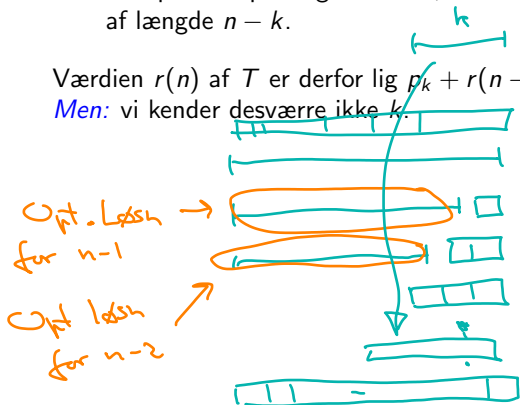 af længde n − k.
k
Værdien r(n) af T er derfor lig pₖ + r(n −
Men: vi kender desværre ikke k.
Opt. Løsn
for n-1
Opt løsn
for n-2